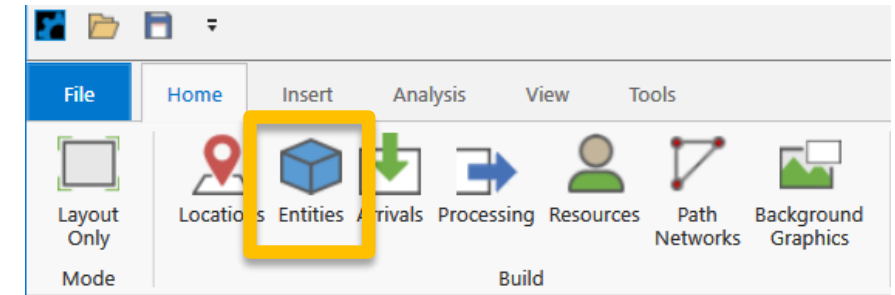 File Home Insert Analysis View Tools
Layout Only
Locations Entities Arrivals Processing Resources Path Networks Background Graphics
Mode Build